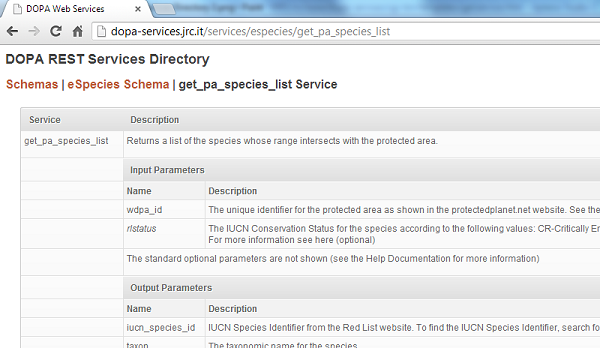 DOPA Web Services
dopa-services.jrc.it/services/especies/get_pa_species_list
DOPA REST Services Directory
Schemas | eSpecies Schema | get_pa_species_list Service
Service Description
get_pa_species_list Returns a list of the species whose range intersects with the protected area.
Input Parameters
Name Description
wdpa_id The unique identifier for the protected area as shown in the protectedplanet.net website. See the
rlstatus The IUCN Conservation Status for the species according to the following values: CR-Critically En
For more information see here (optional)
The standard optional parameters are not shown (see the Help Documentation for more information)
Output Parameters
Name Description
iucn_species_id IUCN Species Identifier from the Red List website. To find the IUCN Species Identifier, search fo
taxon The taxonomic name for the species